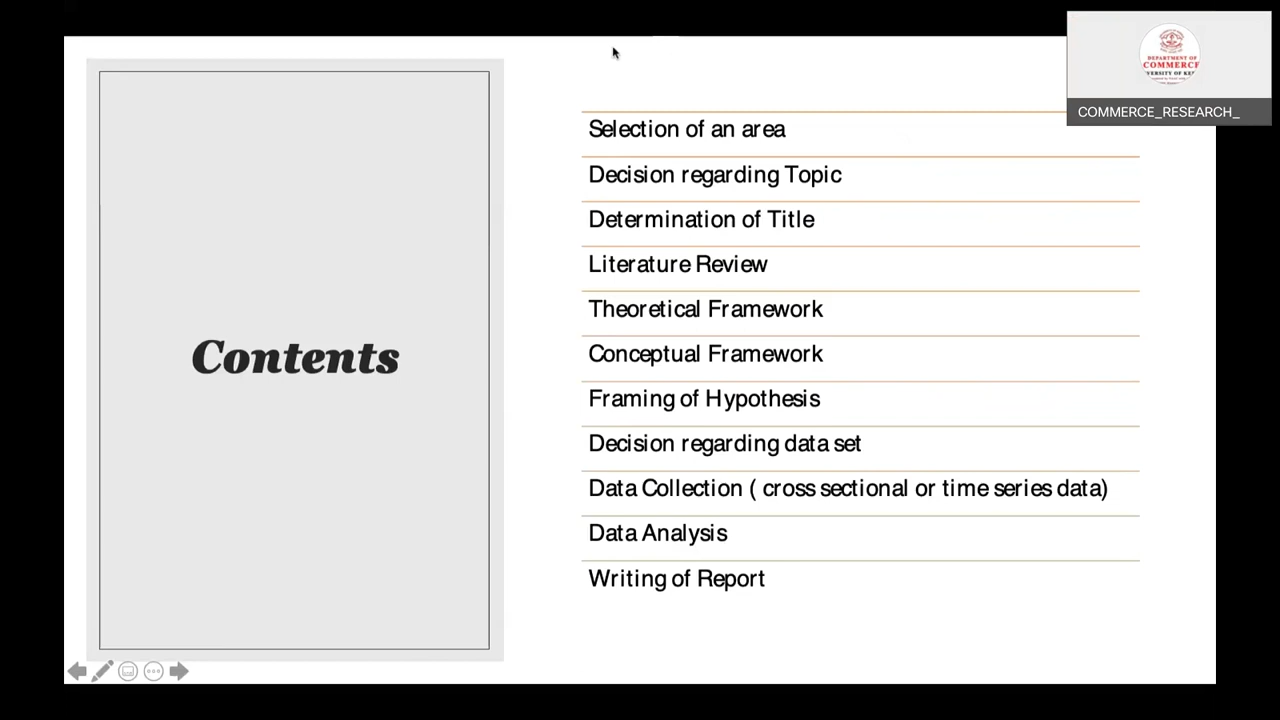 Contents
Selection of an area
Decision regarding Topic
Determination of Title
Literature Review
Theoretical Framework
Conceptual Framework
Framing of Hypothesis
Decision regarding data set
Data Collection ( cross sectional or time series data)
Data Analysis
Writing of Report
DEPARTMENT OF
COMMERCE_RESEARCH_